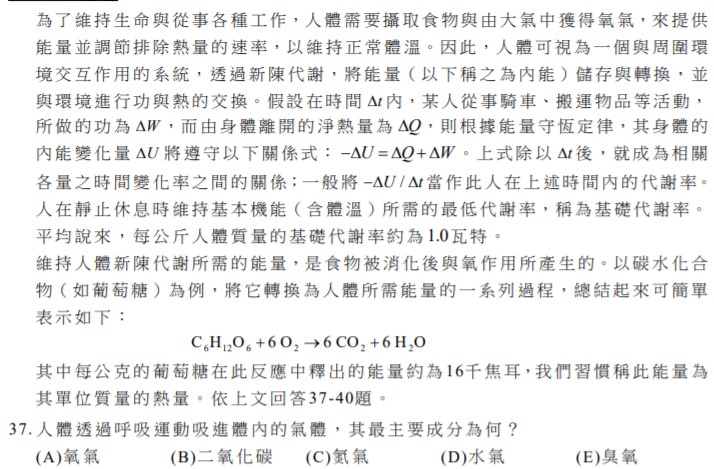 為了維持生命與從事各種工作，人體需要攝取食物與由大氣中獲得氧氣，來提供
能量並調節排除熱量的速率，以維持正常體溫。因此，人體可視為一個與周圍環
境交互作用的系統，透過新陳代謝，將能量（以下稱之為內能）儲存與轉換，並
與環境進行功與熱的交換。假設在時間 Δt 內，某人從事騎車、搬運物品等活動，
所做的功為 ΔW，而由身體離開的淨熱量為 ΔQ，則根據能量守恆定律，其身體的
內能變化量 ΔU 將遵守以下關係式：−ΔU = ΔQ + ΔW。上式除以 Δt 後，就成為相關
各量之時間變化率之間的關係；一般將 −ΔU / Δt 當作此人在上述時間內的代謝率。
人在靜止休息時維持基本機能（含體溫）所需的最低代謝率，稱為基礎代謝率。
平均說來，每公斤人體質量的基礎代謝率約為1.0瓦特。
維持人體新陳代謝所需的能量，是食物被消化後與氧作用所產生的。以碳水化合
物（如葡萄糖）為例，將它轉換為人體所需能量的一系列過程，總結起來可簡單
表示如下：
C₆H₁₂O₆ + 6 O₂ → 6 CO₂ + 6 H₂O
其中每公克的葡萄糖在此反應中釋出的能量約為16千焦耳，我們習慣稱此能量為
其單位質量的熱量。依上文回答37-40題。
37. 人體透過呼吸運動吸進體內的氣體，其最主要成分為何？
(A)氧氣 (B)二氧化碳 (C)氮氣 (D)水氣 (E)臭氧